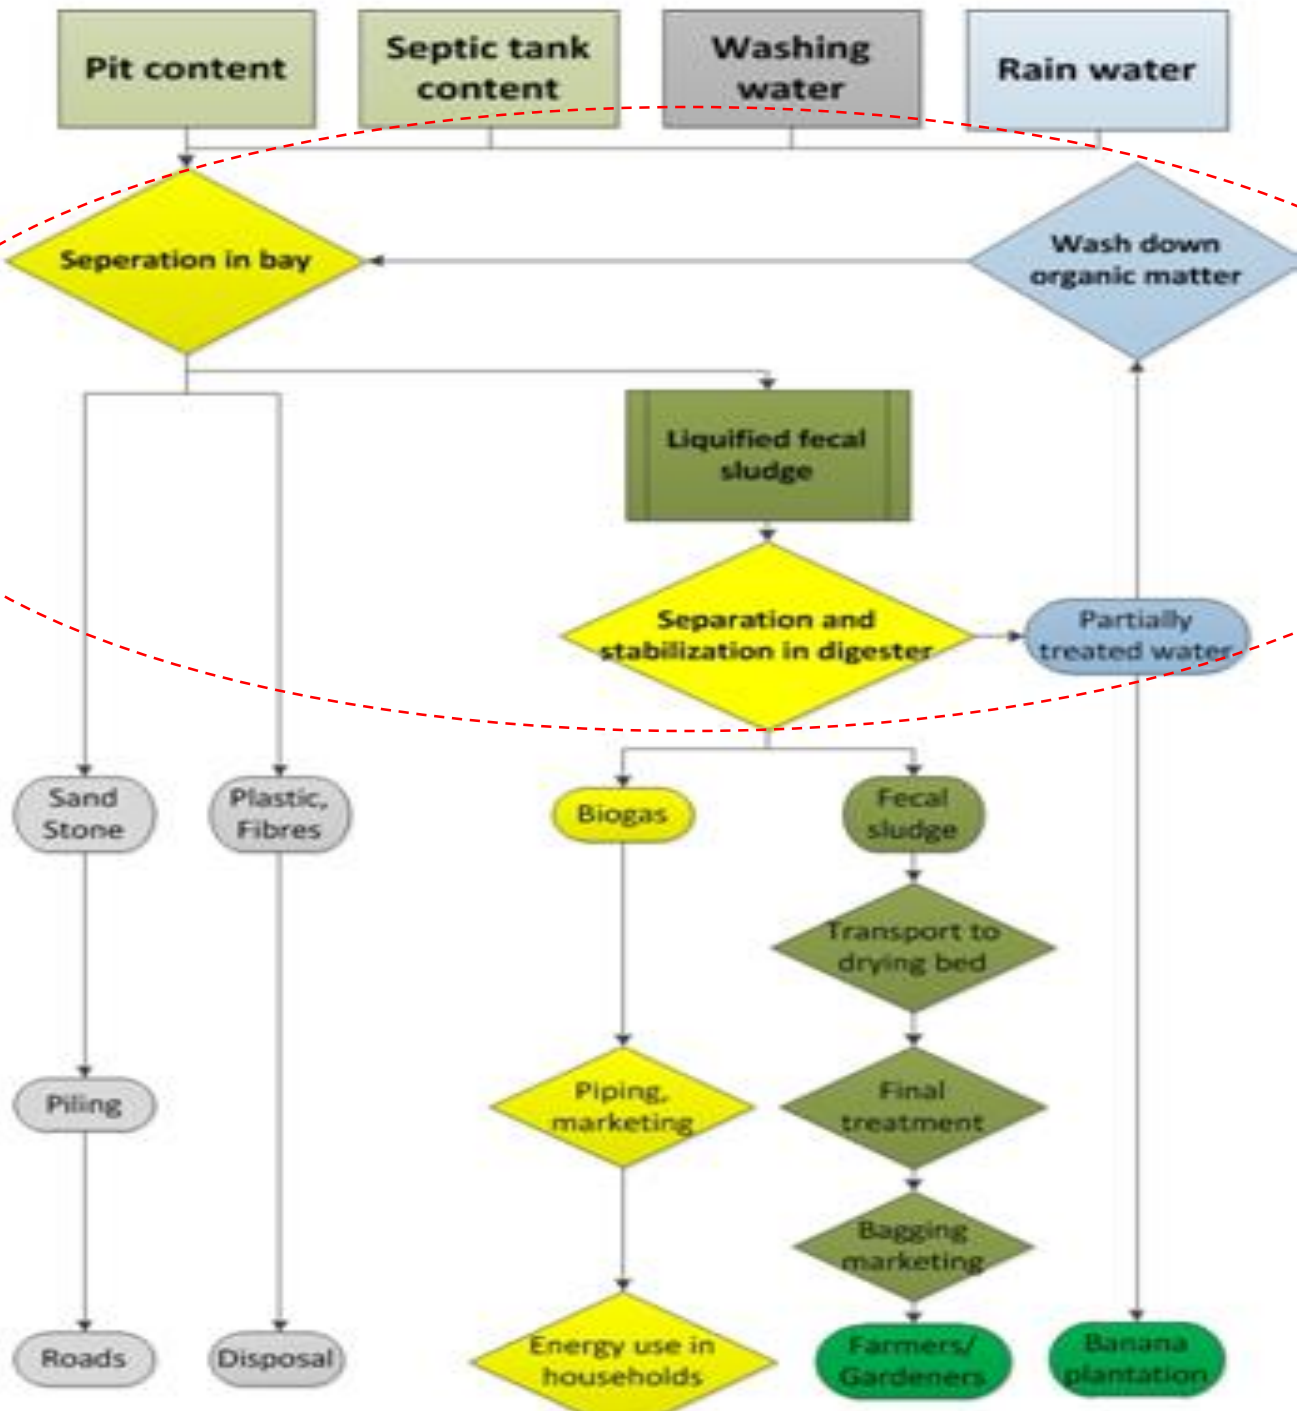 Pit content
Septic tank
content
Washing
water
Rain water
Seperation in bay
Wash down
organic matter
Liquified fecal
sludge
Separation and
stabilization in digester
Partially
treated water
Sand
Stone
Plastic,
Fibres
Biogas
Fecal
sludge
Transport to
drying bed
Piling
Piping,
marketing
Final
treatment
Bagging
marketing
Roads
Disposal
Energy use in
households
Farmers/
Gardeners
Banana
plantation